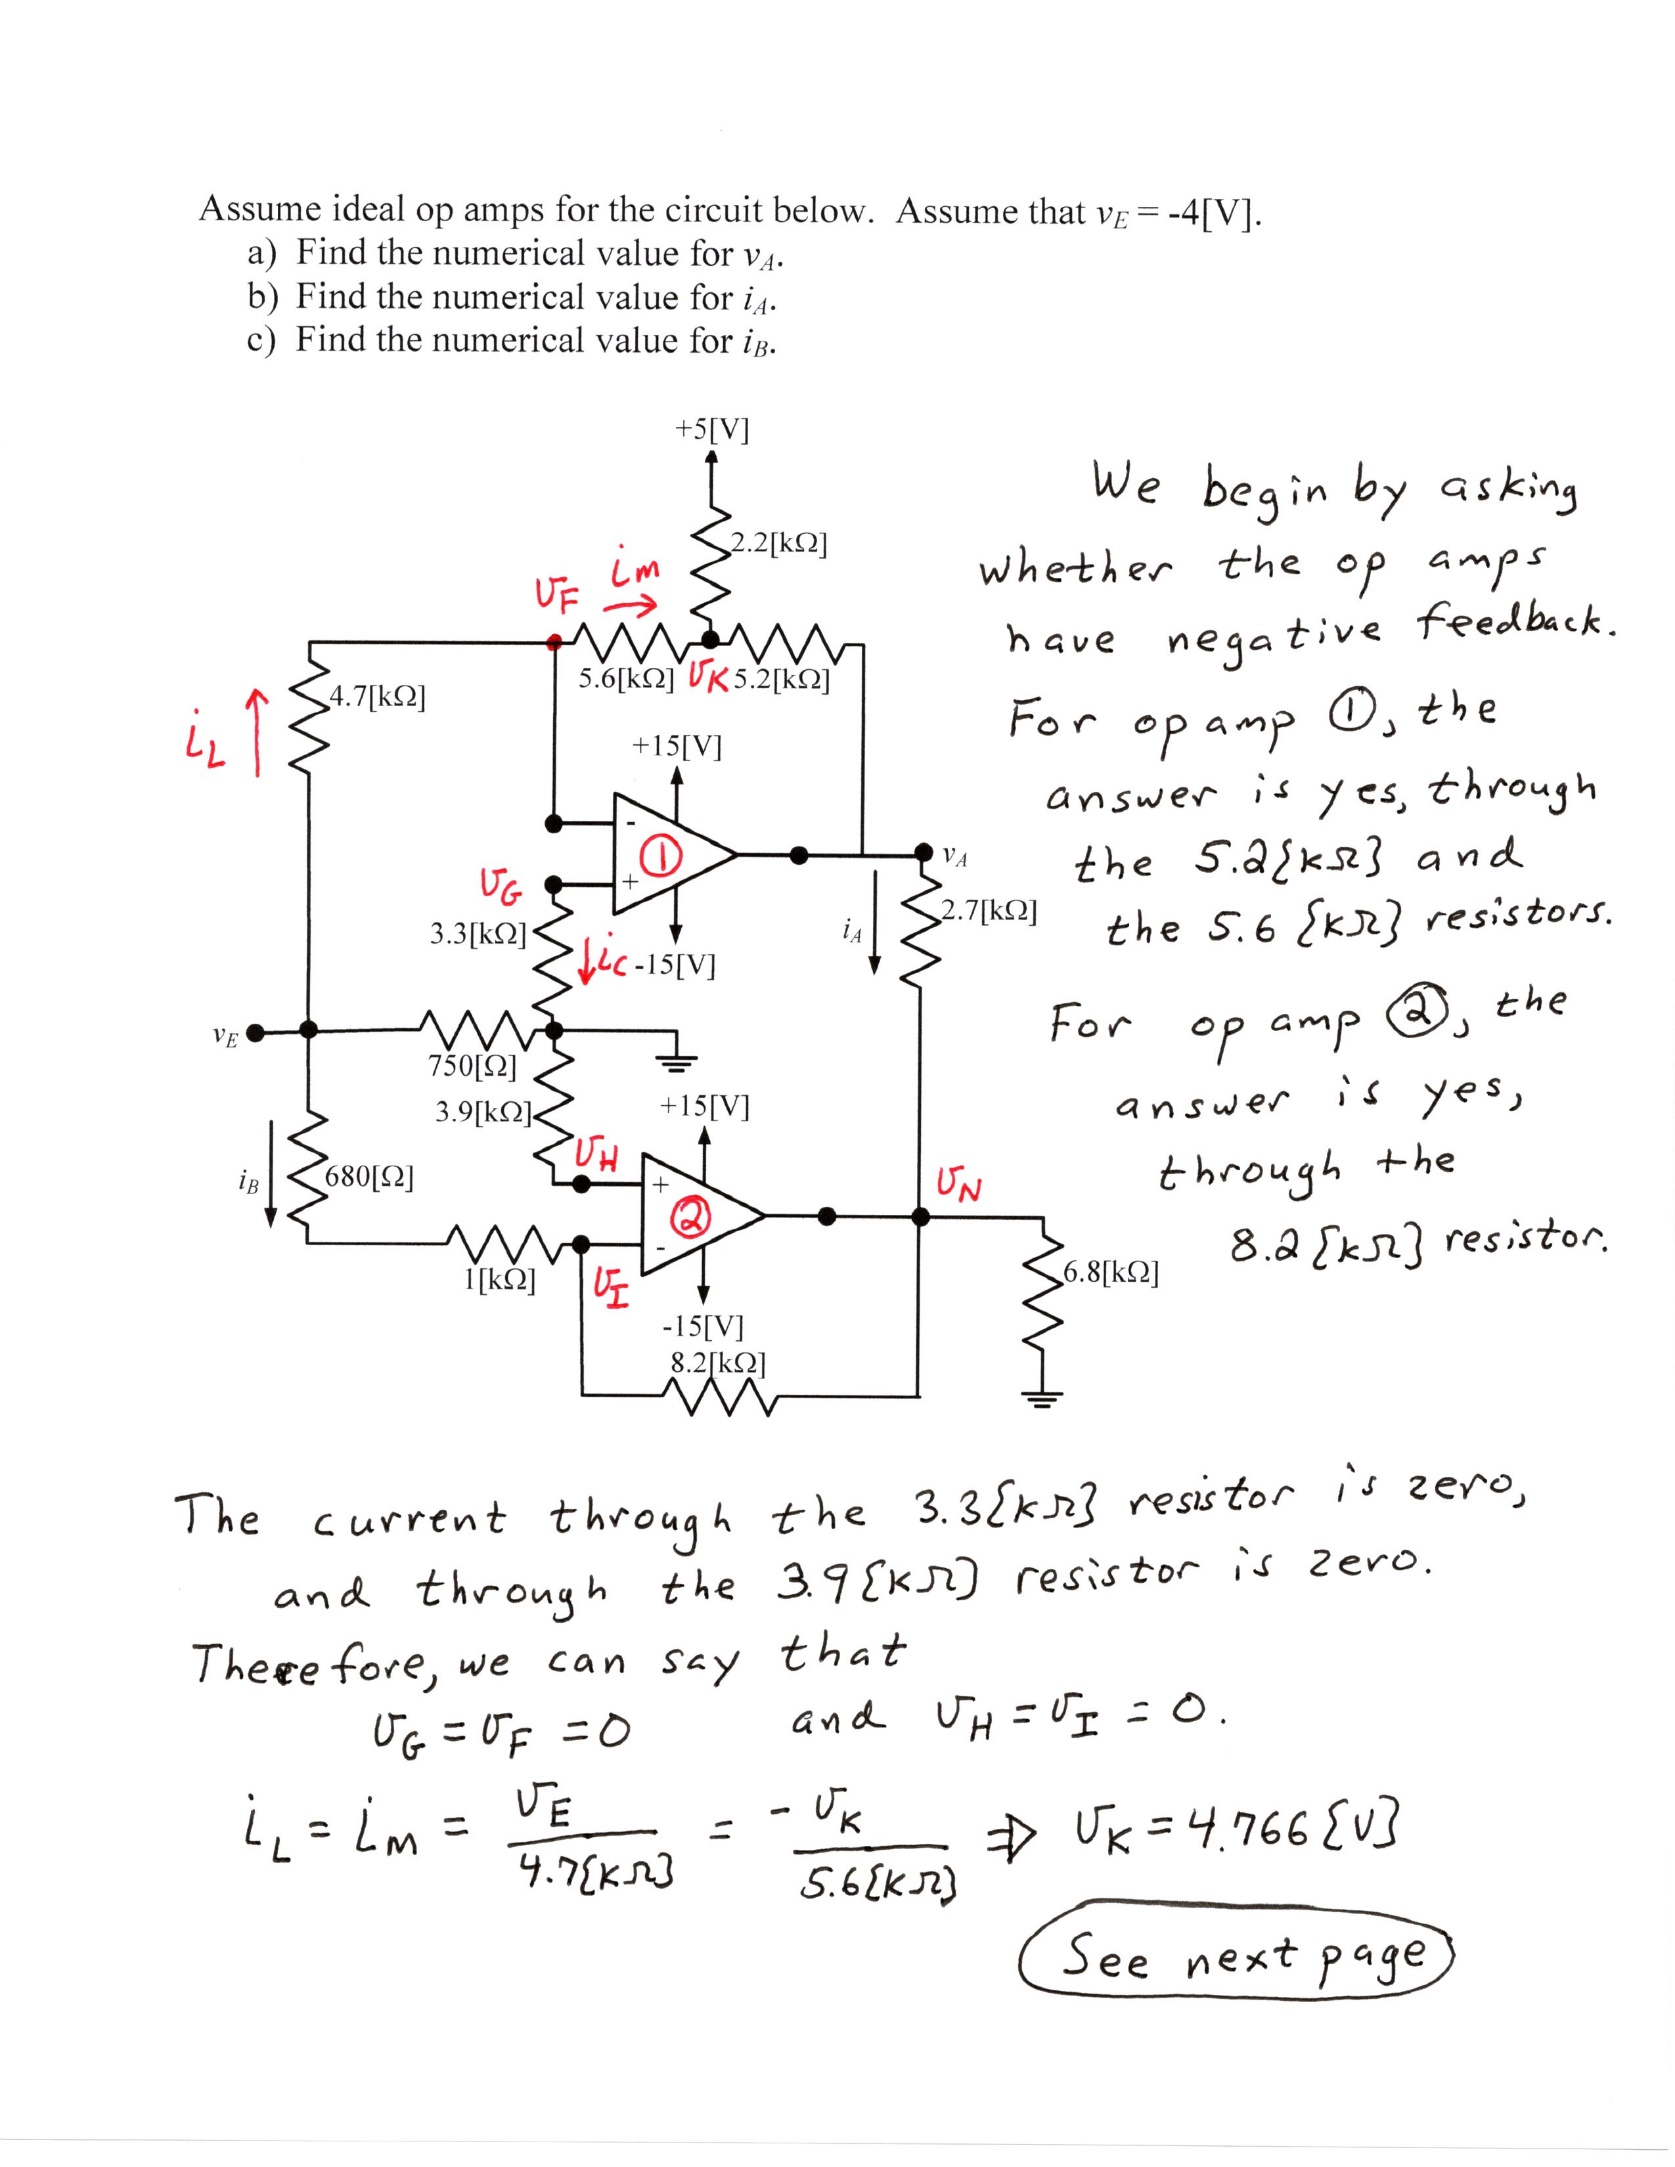 Assume ideal op amps for the circuit below. Assume that vE = -4[V].
a) Find the numerical value for vA.
b) Find the numerical value for iA.
c) Find the numerical value for iB.
+5[V]
2.2[kΩ]
vF
im
5.6[kΩ]
vK
5.2[kΩ]
4.7[kΩ]
iL
+15[V]
-
①
+
vA
vG
3.3[kΩ]
ic
-15[V]
iA
2.7[kΩ]
vE
750[Ω]
3.9[kΩ]
+15[V]
vH
iB
680[Ω]
+
②
-
vN
1[kΩ]
vI
6.8[kΩ]
-15[V]
8.2[kΩ]
We begin by asking
whether the op amps
have negative feedback.
For op amp ①, the
answer is yes, through
the 5.2[kΩ] and
the 5.6 [kΩ] resistors.
For op amp ②, the
answer is yes,
through the
8.2[kΩ] resistor.
The current through the 3.3[kΩ] resistor is zero,
and through the 3.9[kΩ] resistor is zero.
Therefore, we can say that
vG = vF = 0 and vH = vI = 0.
iL = iM = vE / 4.7[kΩ] = -vK / 5.6[kΩ] ⇒ vK = 4.766[V]
See next page